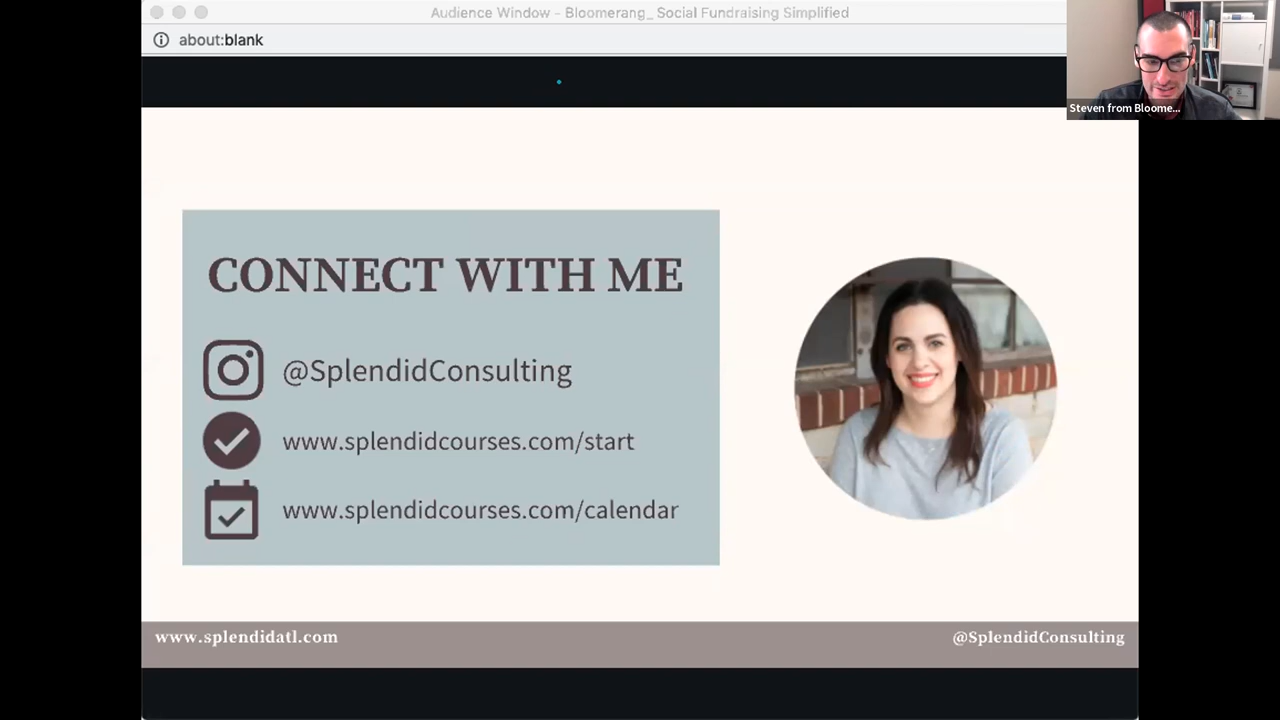 Audience Window - Bloomerang_ Social Fundraising Simplified
about:blank
Steven from Bloome...
CONNECT WITH ME
@SplendidConsulting
www.splendidcourses.com/start
www.splendidcourses.com/calendar
www.splendidatl.com
@SplendidConsulting